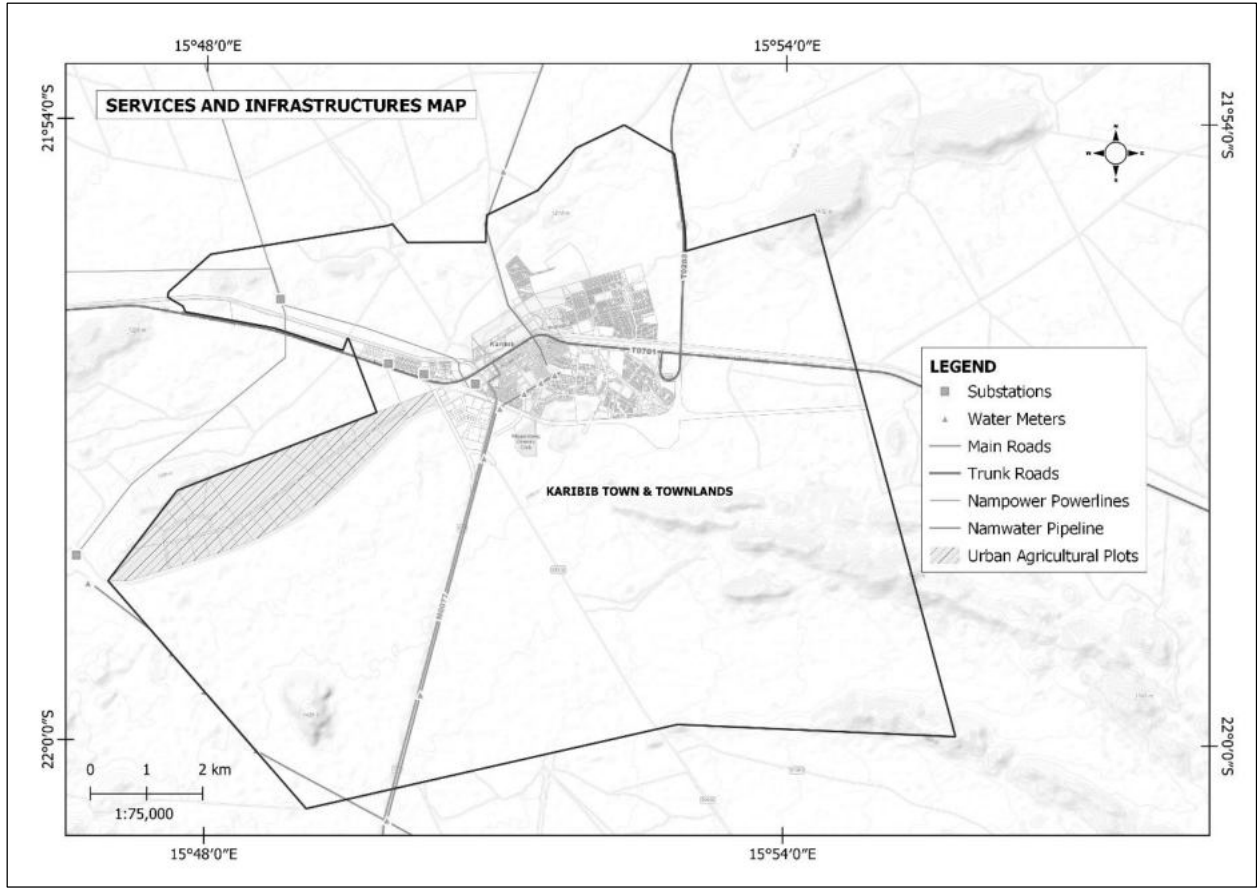 15°48'0"E
15°54'0"E
SERVICES AND INFRASTRUCTURES MAP
21°54'0"S
21°54'0"S
N
E
S
T0202
Karibib
T0701
LEGEND
Substations
Water Meters
Main Roads
Trunk Roads
Nampower Powerlines
Namwater Pipeline
Urban Agricultural Plots
KARIBIB TOWN & TOWNLANDS
M0072
22°0'0"S
22°0'0"S
0 1 2 km
1:75,000
15°48'0"E
15°54'0"E